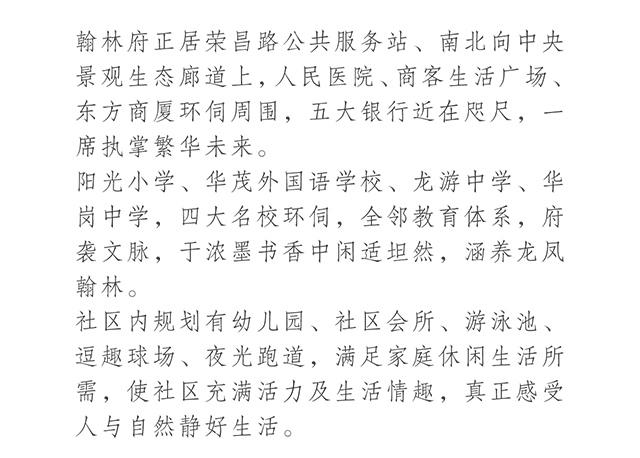 翰林府正居荣昌路公共服务站、南北向中央
景观生态廊道上，人民医院、商客生活广场、
东方商厦环伺周围，五大银行近在咫尺，一
席执掌繁华未来。
阳光小学、华茂外国语学校、龙游中学、华
岗中学，四大名校环伺，全邻教育体系，府
袭文脉，于浓墨书香中闲适坦然，涵养龙凤
翰林。
社区内规划有幼儿园、社区会所、游泳池、
逗趣球场、夜光跑道，满足家庭休闲生活所
需，使社区充满活力及生活情趣，真正感受
人与自然静好生活。